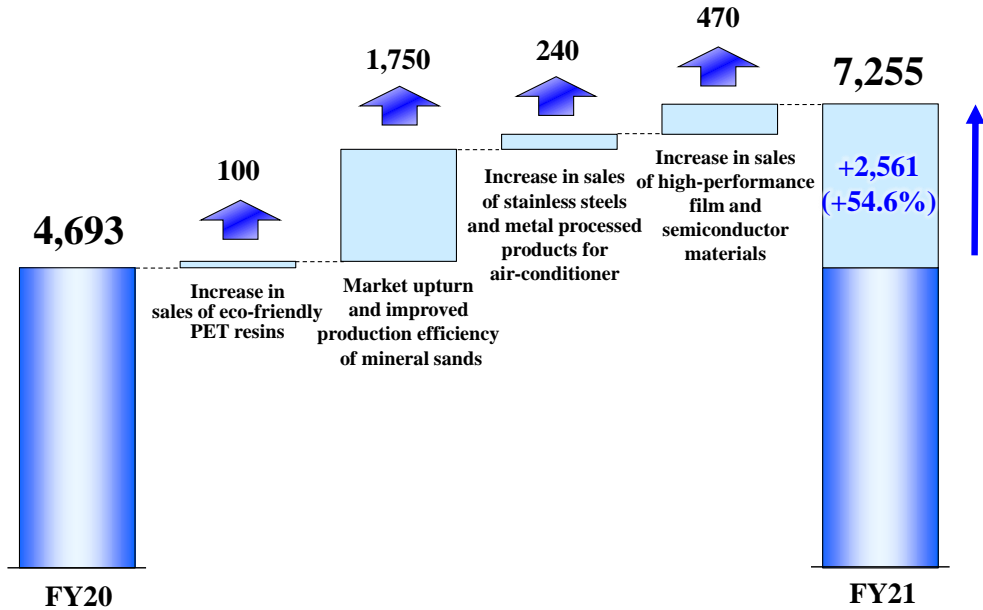 4,693
FY20
100
Increase in
sales of eco-friendly
PET resins
1,750
Market upturn
and improved
production efficiency
of mineral sands
240
Increase in sales
of stainless steels
and metal processed
products for
air-conditioner
470
Increase in sales
of high-performance
film and
semiconductor
materials
7,255
+2,561
(+54.6%)
FY21